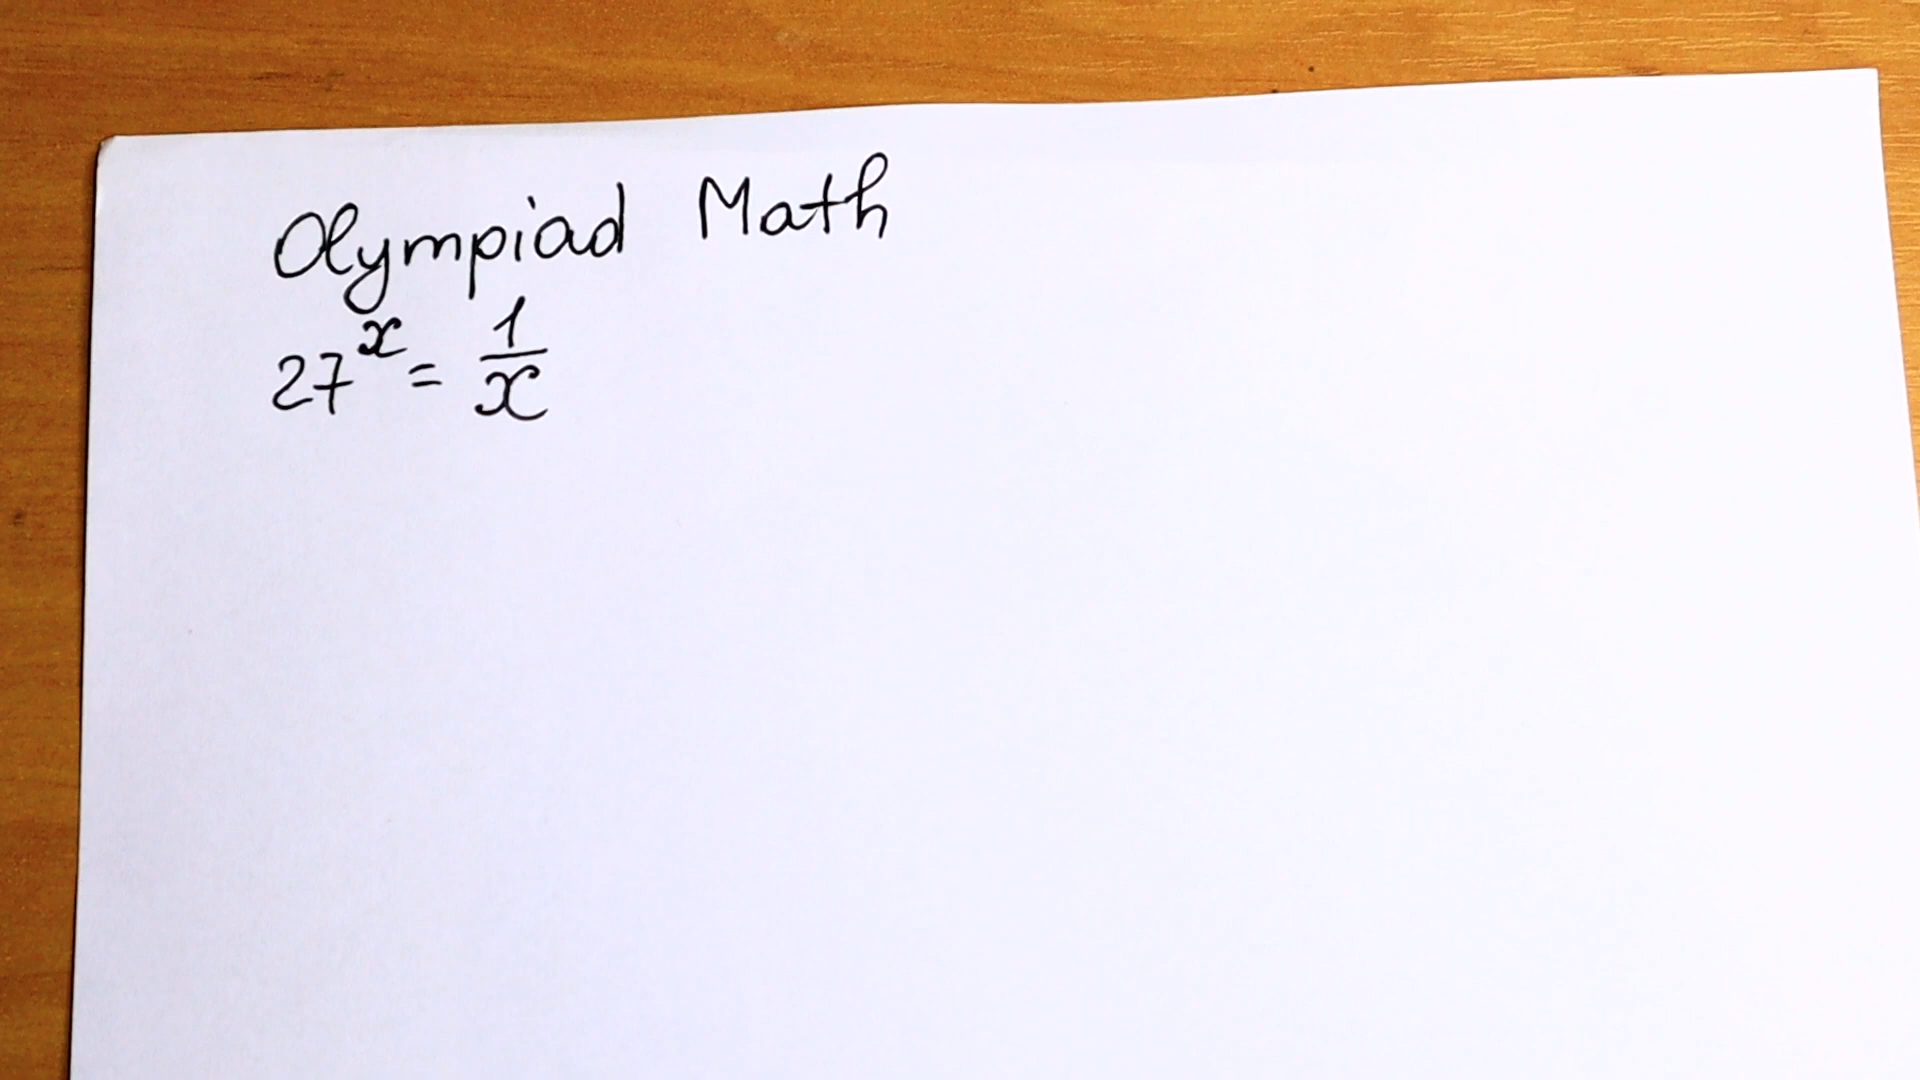 Olympiad Math
27^x = 1/x